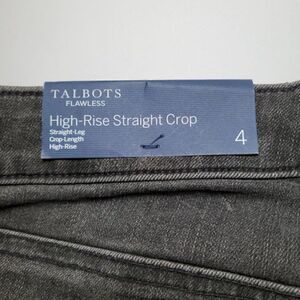 TALBOTS
FLAWLESS
High-Rise Straight Crop
Straight-Leg
Crop-Length
High-Rise
4